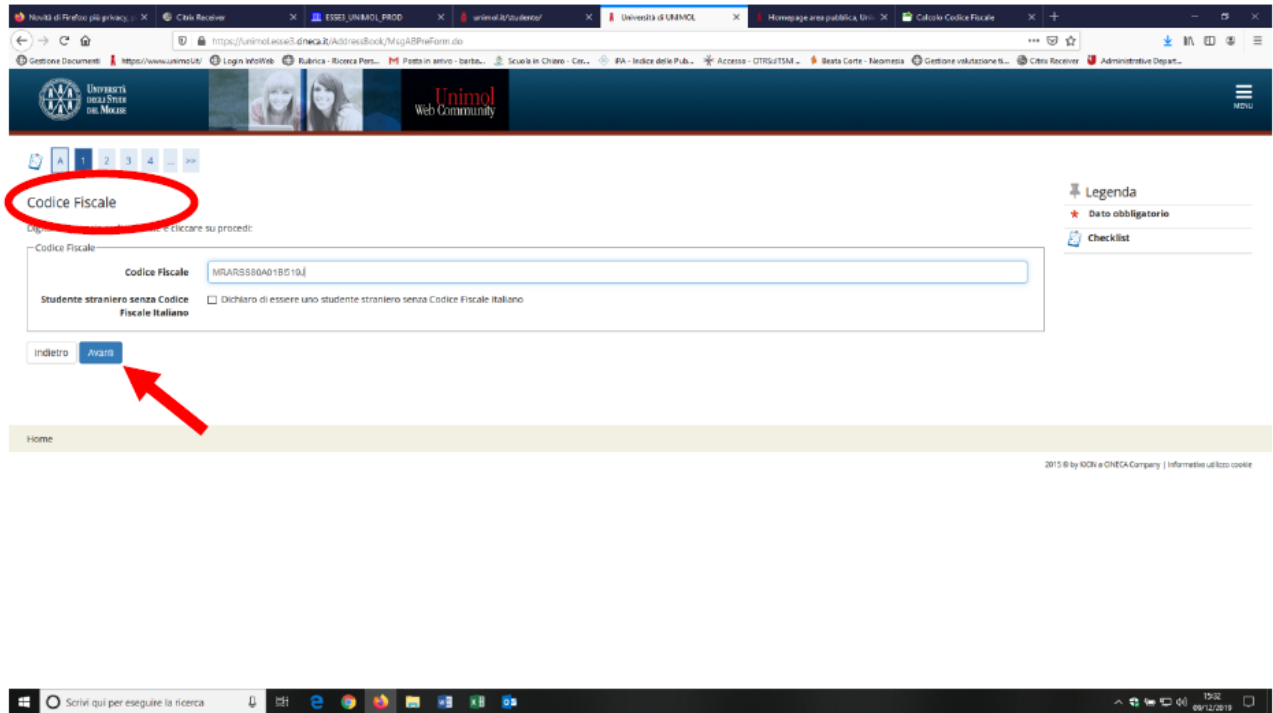 Novità di Firefox più privacy, p
Citrix Receiver
ESSE3_UNIMOL_PROD
unimol.it/studente/
Università di UNIMOL
Homepage area pubblica, Uni
Calcolo Codice Fiscale
https://unimol.esse3.cineca.it/AddressBook/MsgABPreForm.do
Gestione Documenti
https://www.unimol.it/
Login InfoWeb
Rubrica - Ricerca Pers...
Posta in arrivo - barba...
Scuola in Chiaro - Cer...
IPA - Indice delle Pub...
Accesso - OTRS::ITSM ...
Beata Corte - Neomesia
Gestione valutazione ti...
Citrix Receiver
Administrative Depart...
Università
degli Studi
del Molise
Unimol
Web Community
MENU
A 1 2 3 4 ... >>
Codice Fiscale
e cliccare su procedi:
Codice Fiscale
Codice Fiscale
Studente straniero senza Codice Fiscale Italiano
Dichiaro di essere uno studente straniero senza Codice Fiscale Italiano
Indietro
Avanti
Legenda
Dato obbligatorio
Checklist
Home
2015 © by KION a CINECA Company | Informativa utilizzo cookie
Scrivi qui per eseguire la ricerca
15:32
09/12/2019